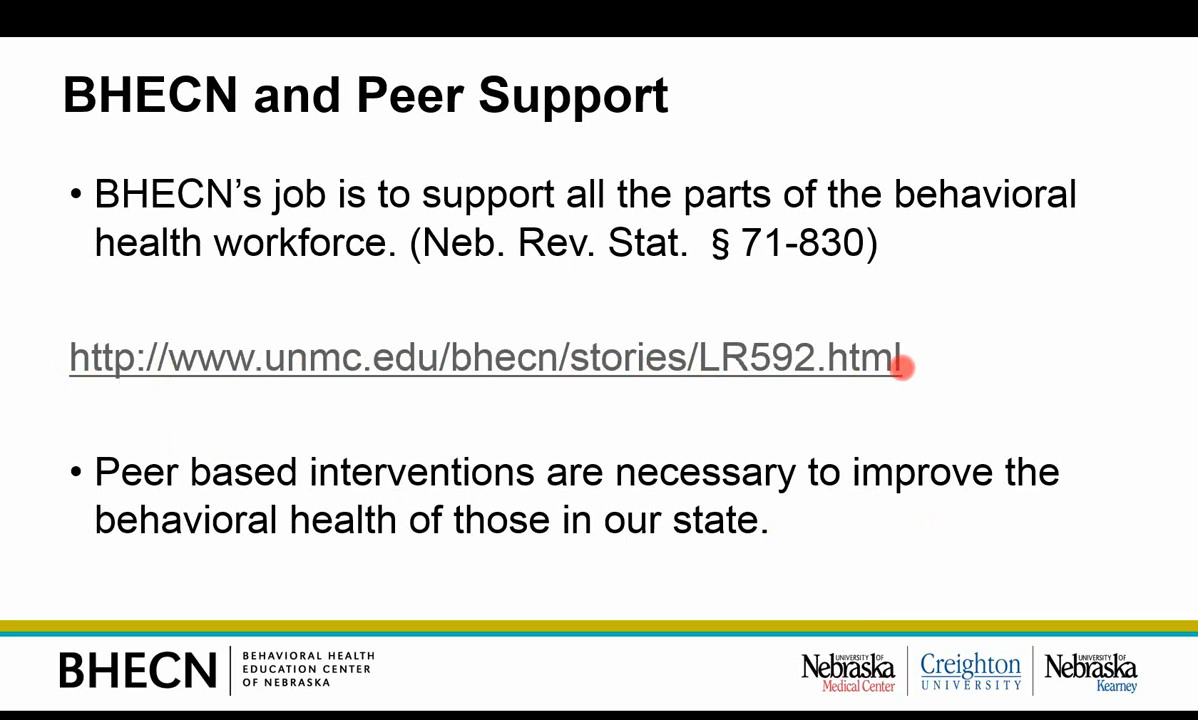 BHECN and Peer Support
• BHECN’s job is to support all the parts of the behavioral
health workforce. (Neb. Rev. Stat.  § 71-830)
http://www.unmc.edu/bhecn/stories/LR592.html
• Peer based interventions are necessary to improve the
behavioral health of those in our state.
BHECN
BEHAVIORAL HEALTH
EDUCATION CENTER
OF NEBRASKA
UNIVERSITY OF
Nebraska
Medical Center
Creighton
UNIVERSITY
UNIVERSITY OF
Nebraska
Kearney